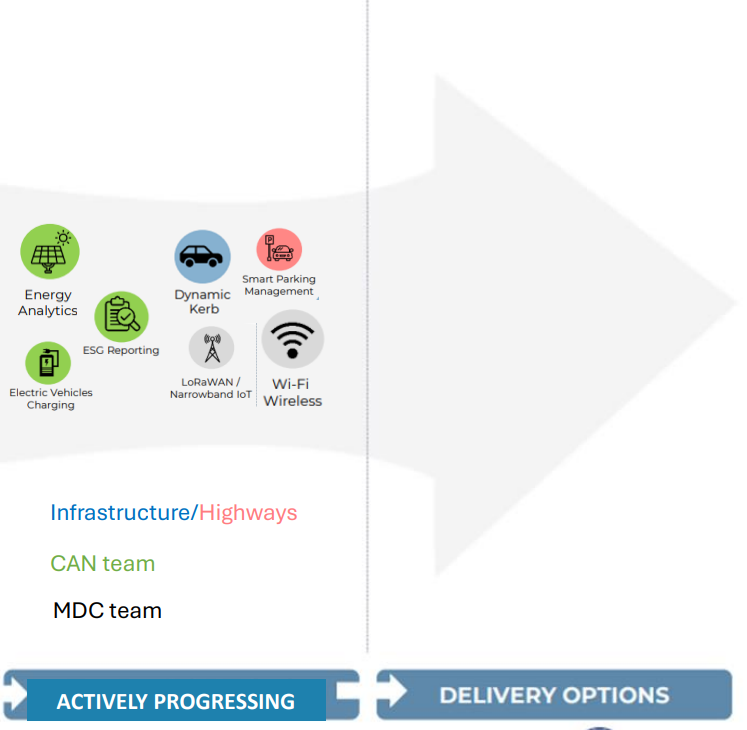 Energy
Analytics
ESG Reporting
Electric Vehicles
Charging
Dynamic
Kerb
P
Smart Parking
Management
LoRaWAN /
Narrowband IoT
Wi-Fi
Wireless
Infrastructure/Highways
CAN team
MDC team
ACTIVELY PROGRESSING
DELIVERY OPTIONS